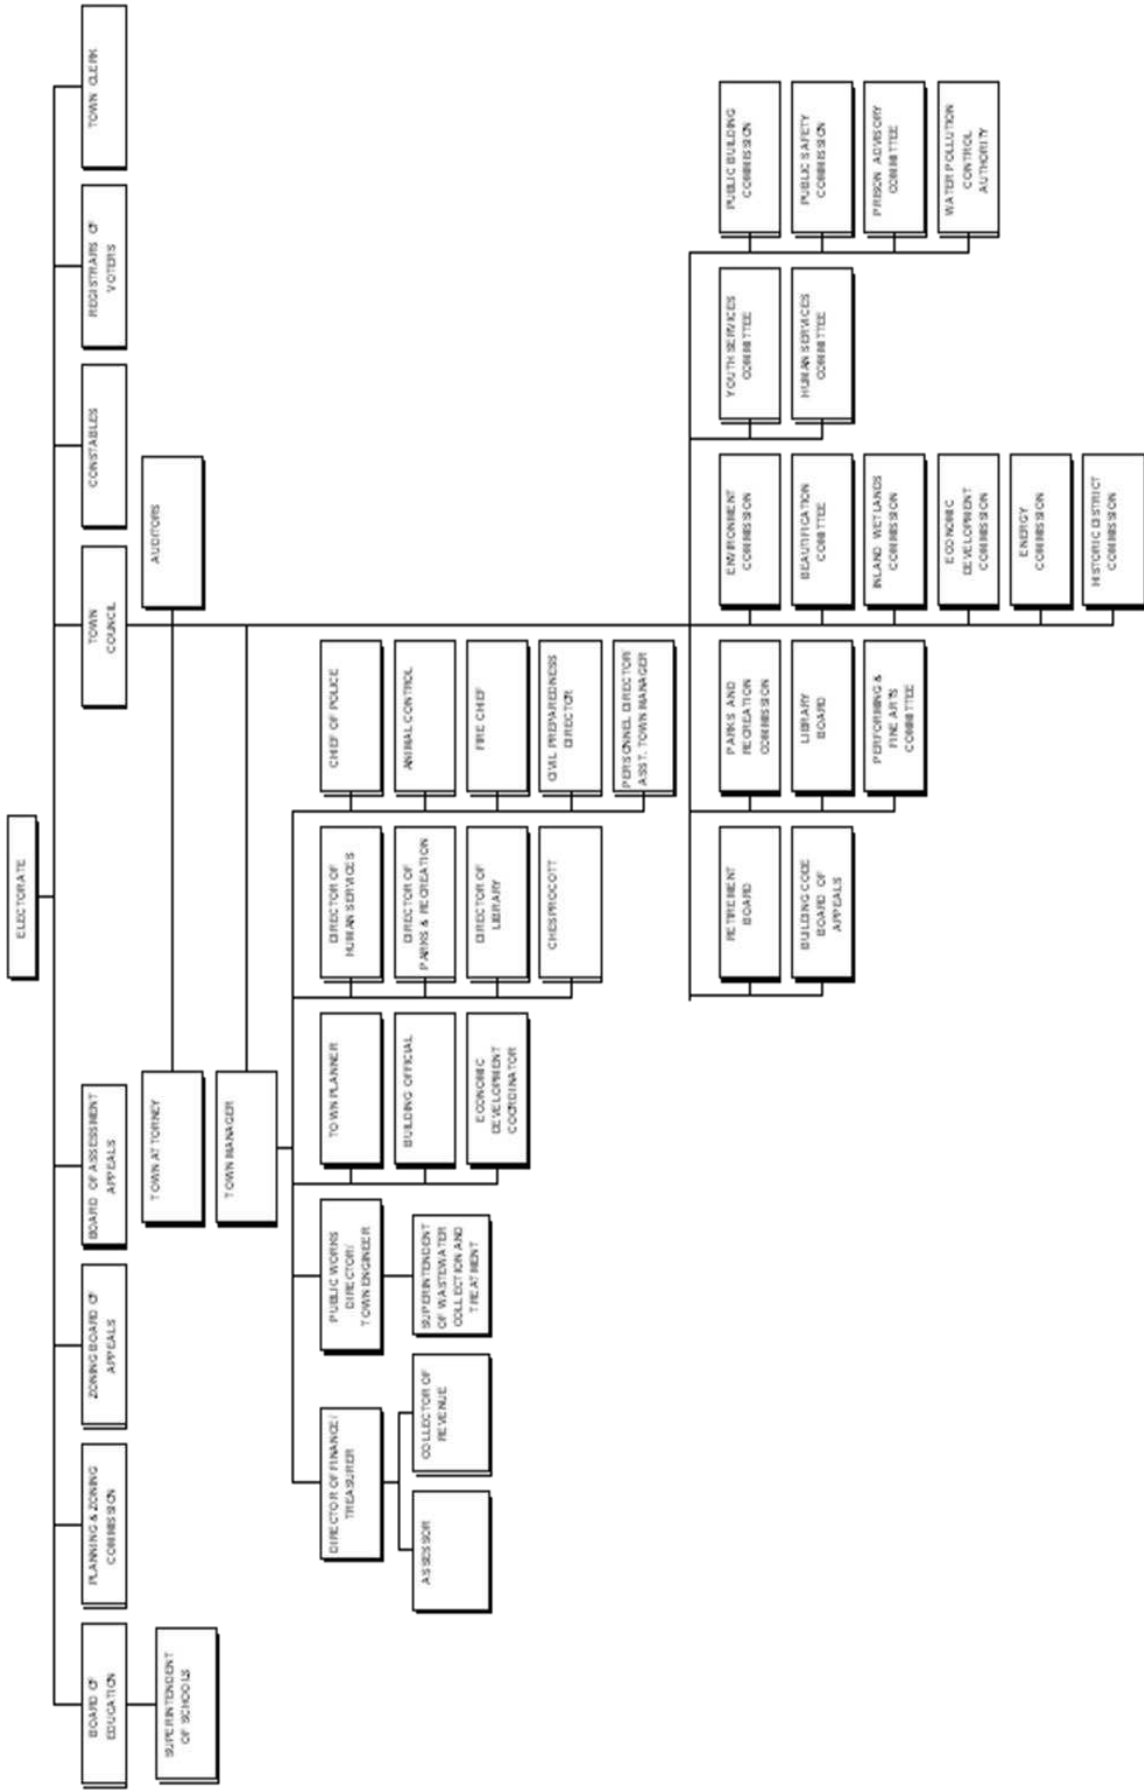 ELECTORATE
BOARD OF
EDUCATION
PLANNING & ZONING
COMMISSION
ZONING BOARD OF
APPEALS
BOARD OF ASSESSMENT
APPEALS
TOWN
COUNCIL
CONSTABLES
REGISTRARS OF
VOTERS
TOWN CLERK
SUPERINTENDENT
OF SCHOOLS
TOWN ATTORNEY
AUDITORS
TOWN MANAGER
DIRECTOR OF FINANCE/
TREASURER
PUBLIC WORKS
DIRECTOR/
TOWN ENGINEER
TOWN PLANNER
DIRECTOR OF
HUMAN SERVICES
CHIEF OF POLICE
ASSESSOR
COLLECTOR OF
REVENUE
SUPERINTENDENT
OF WASTEWATER
COLLECTION AND
TREATMENT
BUILDING OFFICIAL
DIRECTOR OF
PARKS & RECREATION
ANIMAL CONTROL
ECONOMIC
DEVELOPMENT
COORDINATOR
DIRECTOR OF
LIBRARY
FIRE CHIEF
CHESPROCOTT
CIVIL PREPAREDNESS
DIRECTOR
PERSONNEL DIRECTOR/
ASST. TOWN MANAGER
RETIREMENT
BOARD
PARKS AND
RECREATION
COMMISSION
ENVIRONMENT
COMMISSION
YOUTH SERVICES
COMMITTEE
PUBLIC BUILDING
COMMISSION
BUILDING CODE
BOARD OF
APPEALS
LIBRARY
BOARD
BEAUTIFICATION
COMITTEE
HUMAN SERVICES
COMMITTEE
PUBLIC SAFETY
COMMISSION
PERFORMING &
FINE ARTS
COMMITTEE
INLAND WETLANDS
COMMISSION
PRISON ADVISORY
COMMITTEE
ECONOMIC
DEVELOPMENT
COMMISSION
WATER POLLUTION
CONTROL
AUTHORITY
ENERGY
COMMISSION
HISTORIC DISTRICT
COMMISSION